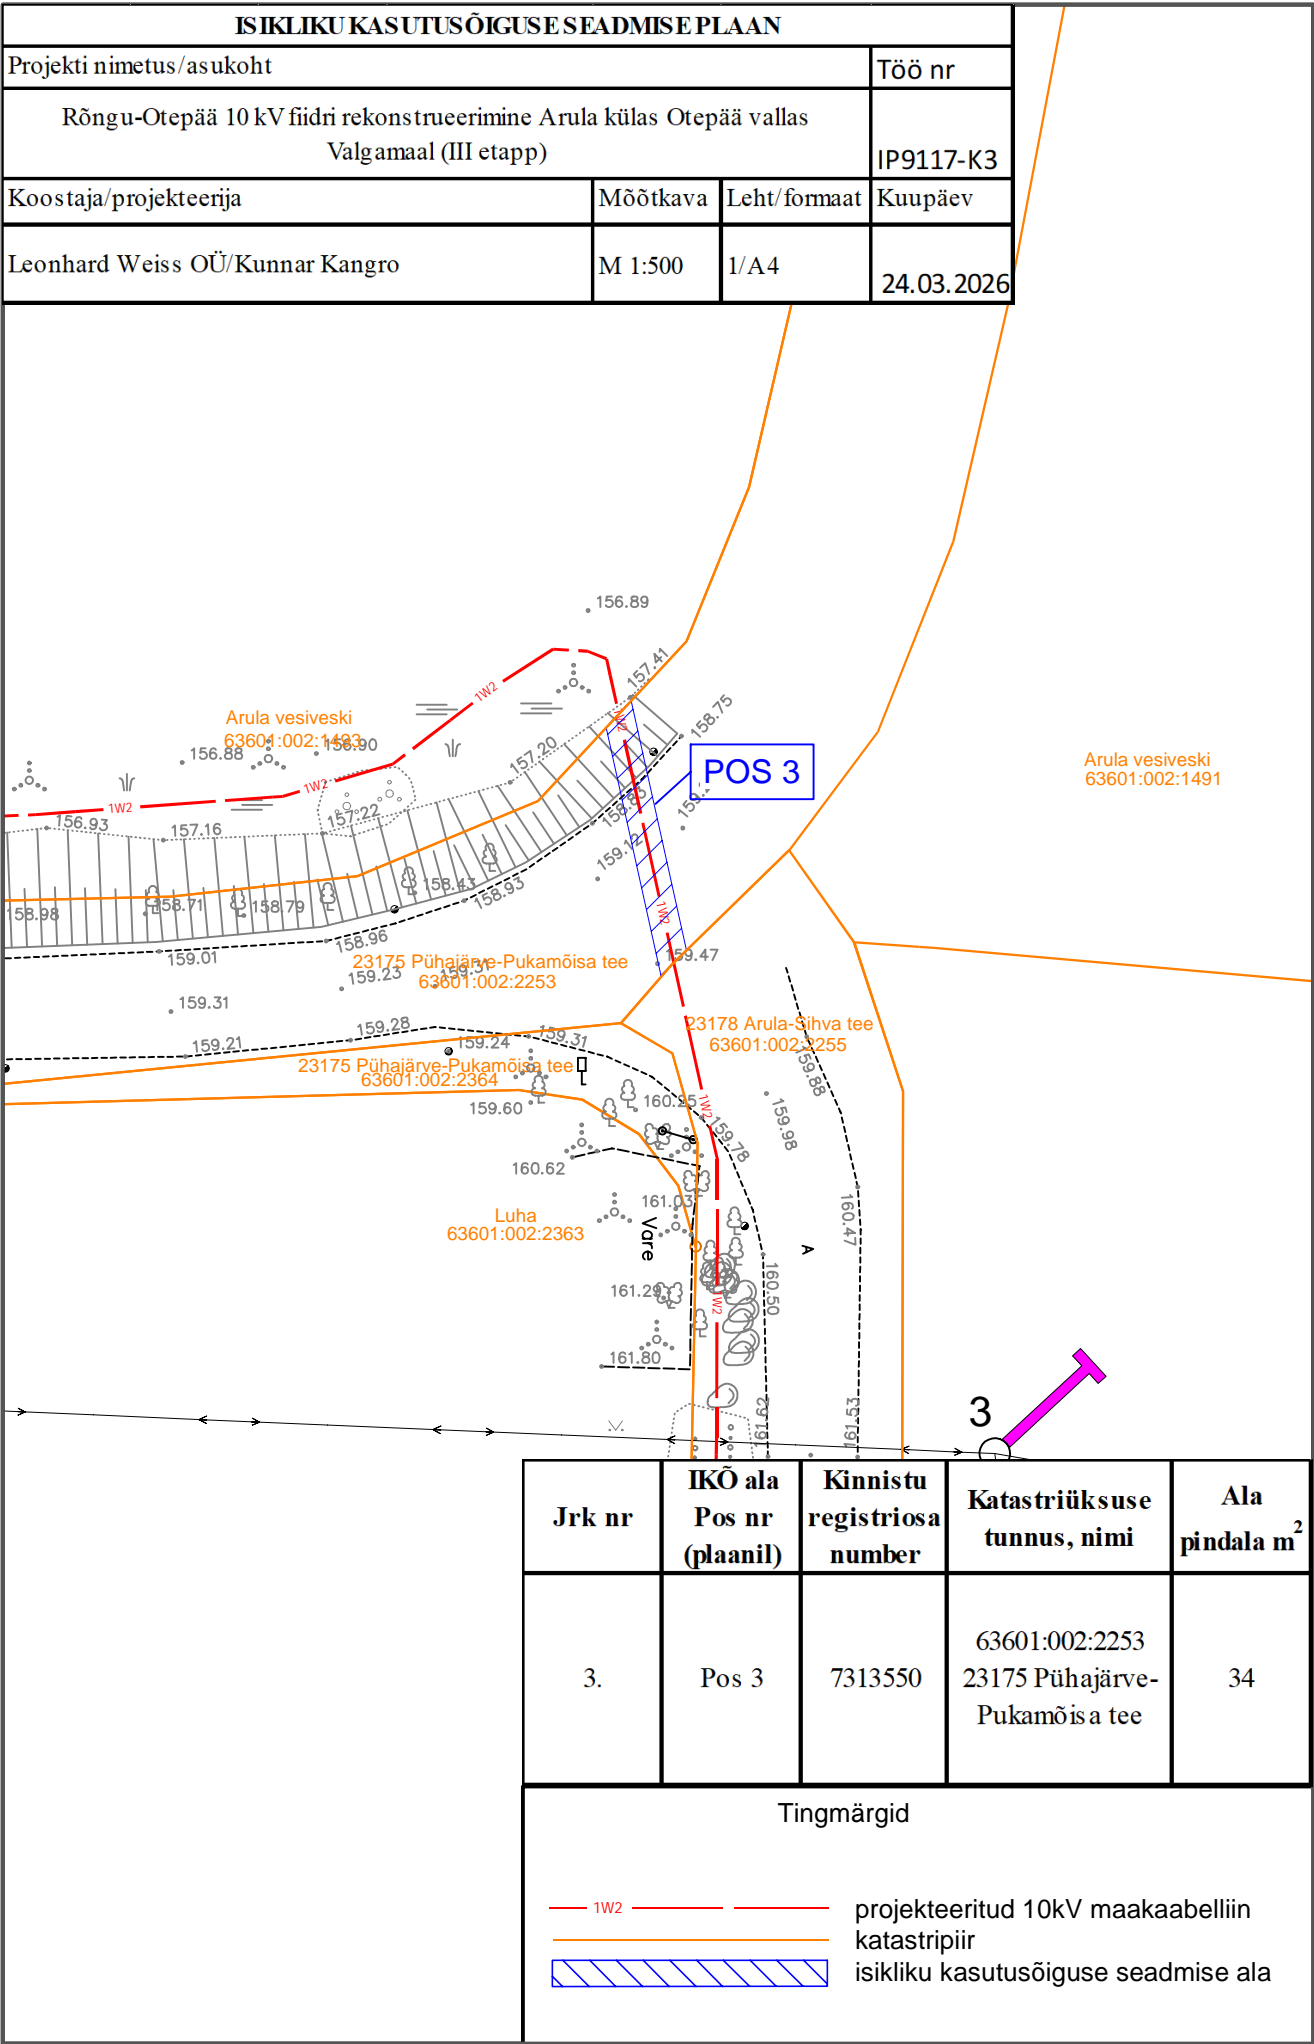 ISIKLIKU KASUTUSÕIGUSE SEADMISE PLAAN
Projekti nimetus/asukoht
Töö nr
Rõngu-Otepää 10 kV fiidri rekonstrueerimine Arula külas Otepää vallas
Valgamaal (III etapp)
IP9117-K3
Koostaja/projekteerija
Mõõtkava
Leht/formaat
Kuupäev
Leonhard Weiss OÜ/Kunnar Kangro
M 1:500
1/A4
24.03.2026
156.89
157.41
1W2
158.75
Arula vesiveski
63601:002:1493
156.88
156.90
1W2
157.20
POS 3
Arula vesiveski
63601:002:1491
1W2
1W2
156.93
157.16
157.22
158.83
159.12
158.43
158.93
158.98
158.71
158.79
1W2
158.96
159.01
23175 Pühajärve-Pukamõisa tee
63601:002:2253
159.23
159.31
159.47
159.31
159.28
159.21
159.24
159.31
23178 Arula-Sihva tee
63601:002:2255
159.88
23175 Pühajärve-Pukamõisa tee
63601:002:2364
159.60
160.25
1W2
159.78
159.98
160.62
161.03
160.47
Luha
63601:002:2363
Vare
A
161.29
1W2
160.50
161.80
161.62
161.53
3
Jrk nr
IKÕ ala
Pos nr
(plaanil)
Kinnistu
registriosa
number
Katastriüksuse
tunnus, nimi
Ala
pindala m²
3.
Pos 3
7313550
63601:002:2253
23175 Pühajärve-
Pukamõisa tee
34
Tingmärgid
1W2
projekteeritud 10kV maakaabelliin
katastripiir
isikliku kasutusõiguse seadmise ala